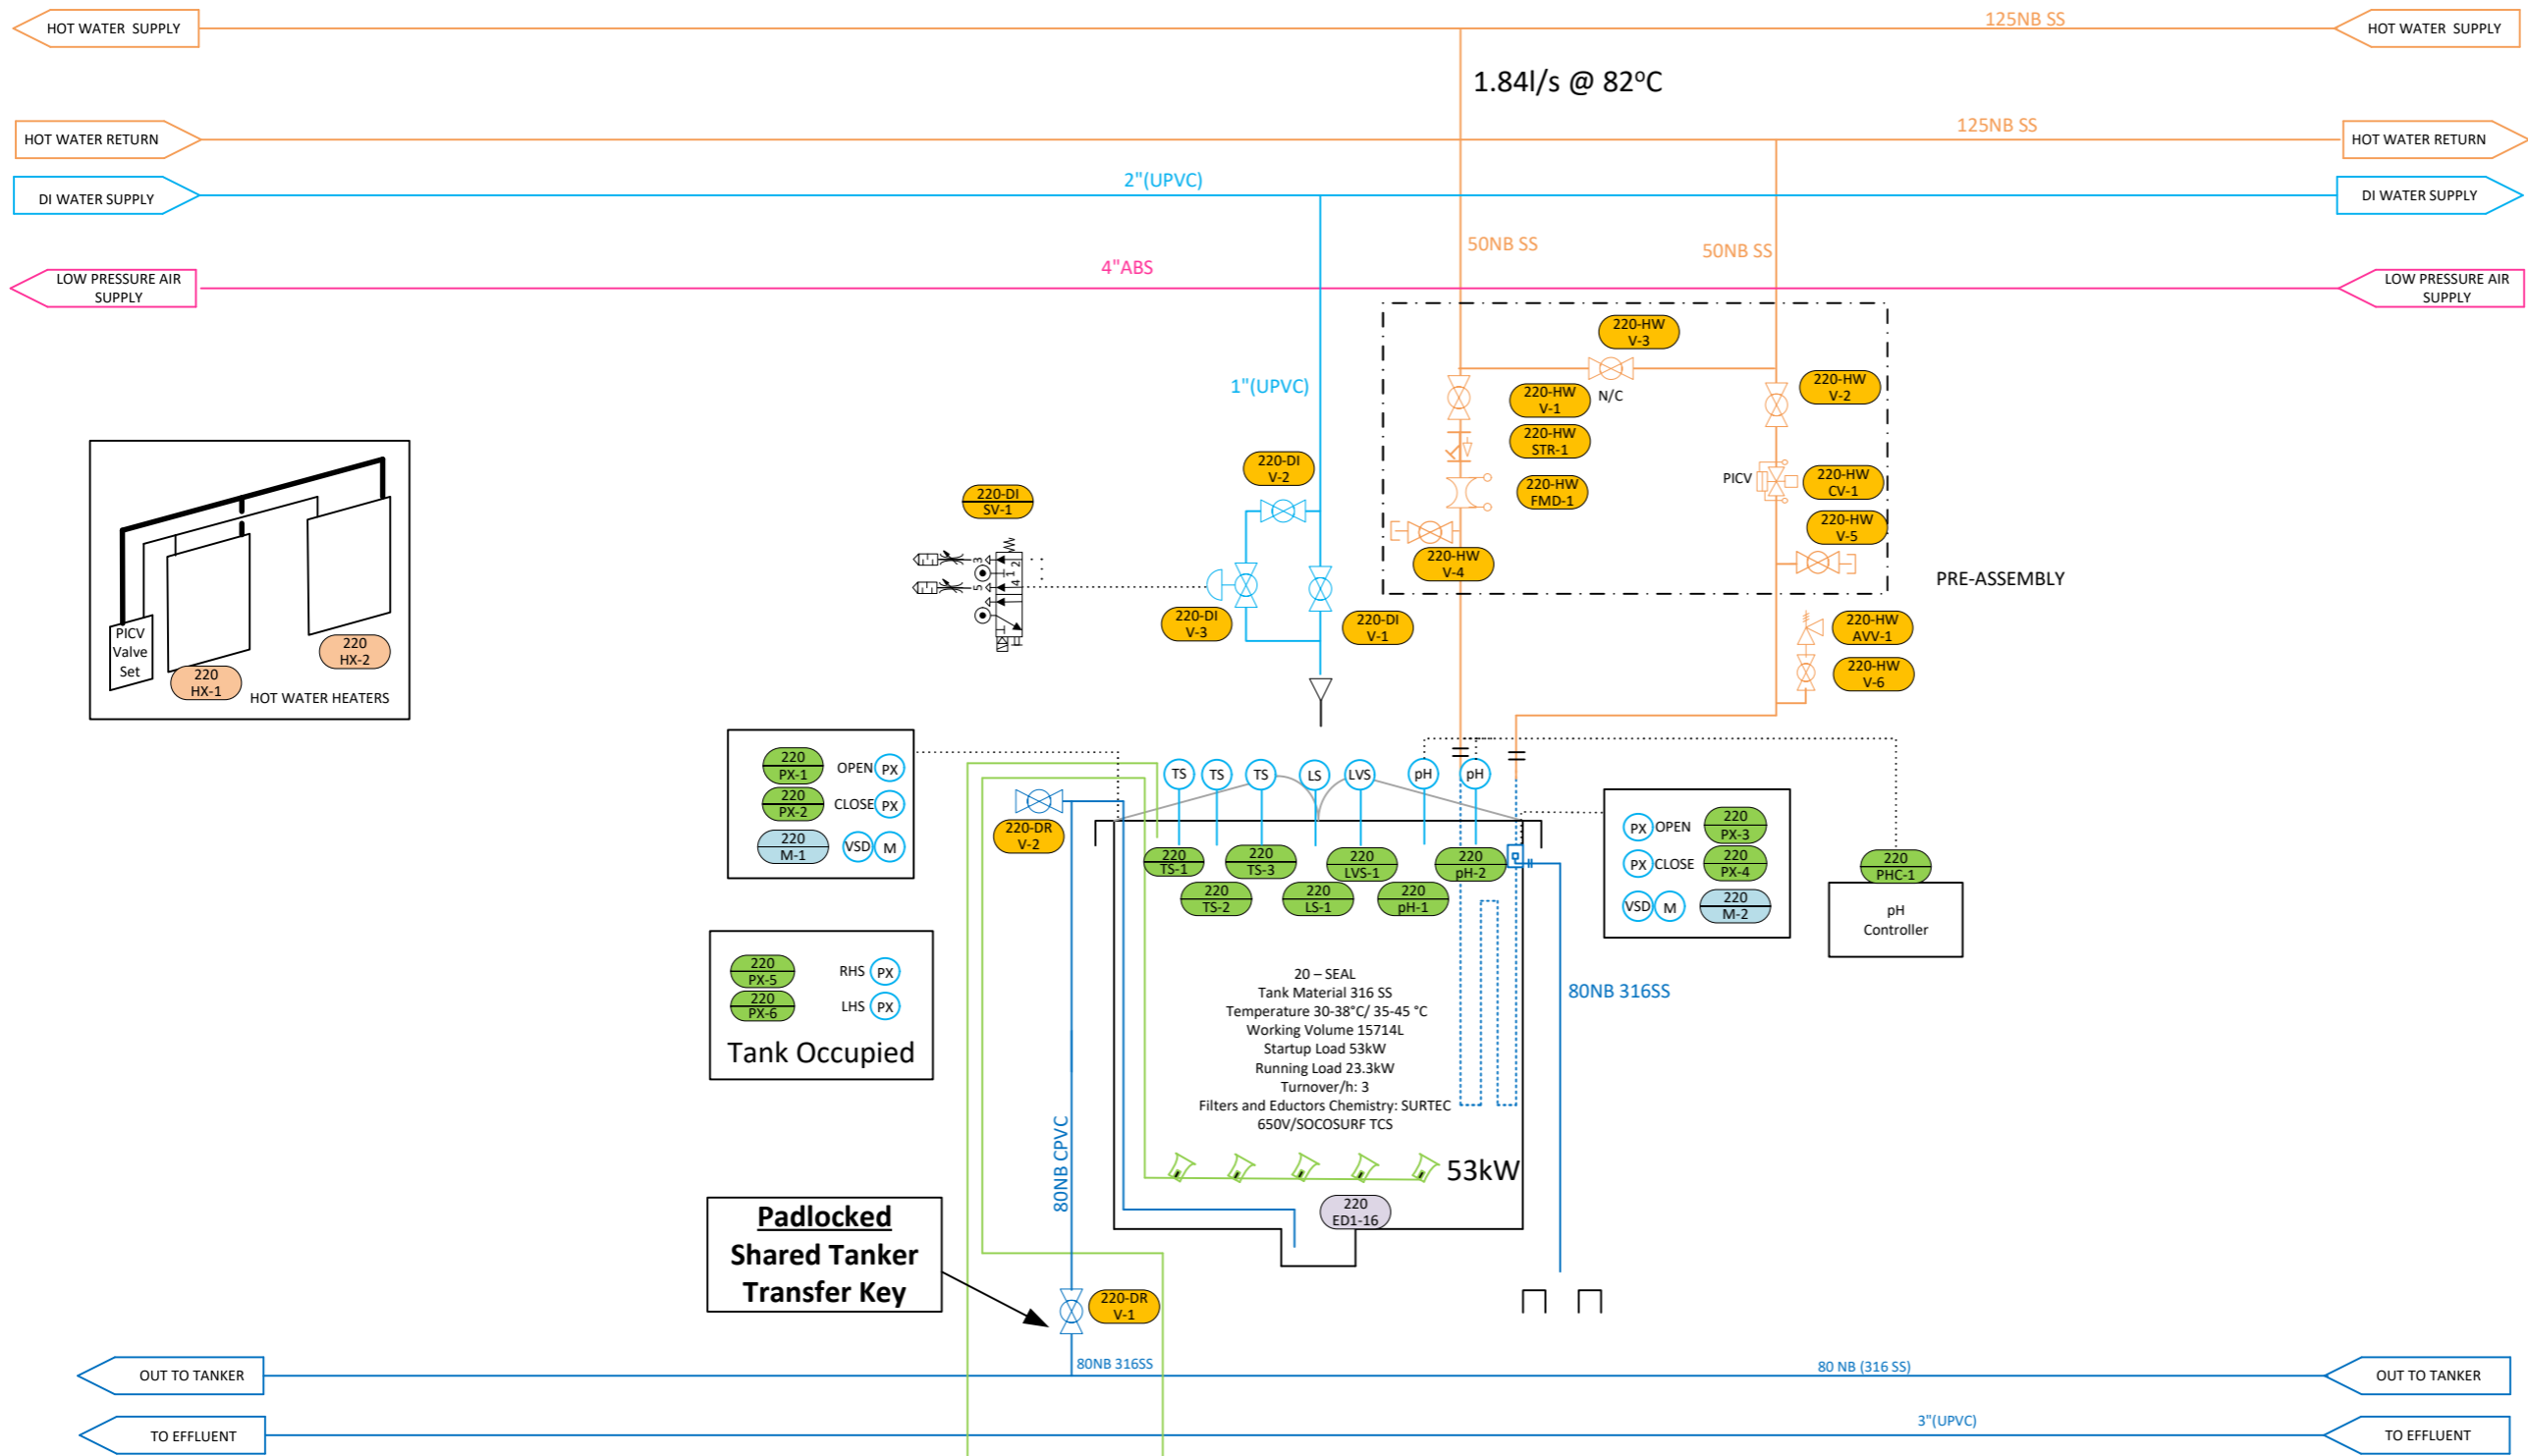 HOT WATER  SUPPLY
125NB SS
HOT WATER  SUPPLY
1.84l/s @ 82ºC
HOT WATER RETURN
125NB SS
HOT WATER RETURN
DI WATER SUPPLY
2"(UPVC)
DI WATER SUPPLY
50NB SS
50NB SS
LOW PRESSURE AIR
SUPPLY
4"ABS
LOW PRESSURE AIR
SUPPLY
220-HW
V-3
1"(UPVC)
220-HW
V-1
N/C
220-HW
V-2
220-HW
STR-1
220-DI
V-2
220-HW
FMD-1
PICV
220-HW
CV-1
220-DI
SV-1
220-HW
V-5
3
1
2
5
4
220-HW
V-4
PRE-ASSEMBLY
220-DI
V-3
220-DI
V-1
220-HW
AVV-1
220-HW
V-6
PICV
Valve
Set
220
HX-2
220
HX-1
HOT WATER HEATERS
220
PX-1
OPEN
PX
220
PX-2
CLOSE
PX
220
M-1
VSD
M
TS
TS
TS
LS
LVS
pH
pH
220-DR
V-2
220
TS-1
220
TS-3
220
LVS-1
220
pH-2
220
TS-2
220
LS-1
220
pH-1
PX
OPEN
220
PX-3
PX
CLOSE
220
PX-4
VSD
M
220
M-2
220
PHC-1
pH
Controller
220
PX-5
RHS
PX
220
PX-6
LHS
PX
Tank Occupied
20 – SEAL
Tank Material 316 SS
Temperature 30-38°C/ 35-45 °C
Working Volume 15714L
Startup Load 53kW
Running Load 23.3kW
Turnover/h: 3
Filters and Eductors Chemistry: SURTEC
650V/SOCOSURF TCS
80NB 316SS
80NB CPVC
53kW
220
ED1-16
Padlocked
Shared Tanker
Transfer Key
220-DR
V-1
OUT TO TANKER
80NB 316SS
80 NB (316 SS)
OUT TO TANKER
TO EFFLUENT
3"(UPVC)
TO EFFLUENT